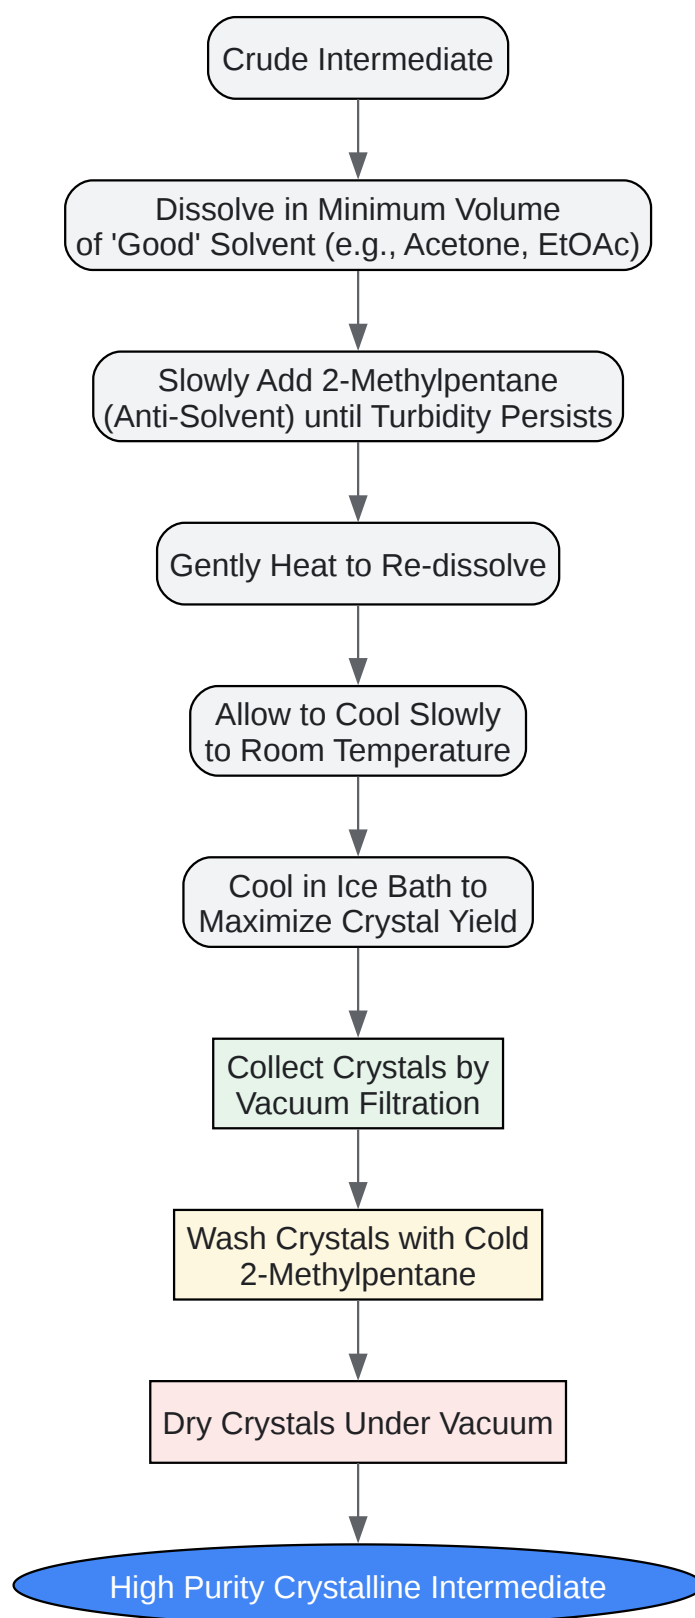 Crude Intermediate
Dissolve in Minimum Volume
of 'Good' Solvent (e.g., Acetone, EtOAc)
Slowly Add 2-Methylpentane
(Anti-Solvent) until Turbidity Persists
Gently Heat to Re-dissolve
Allow to Cool Slowly
to Room Temperature
Cool in Ice Bath to
Maximize Crystal Yield
Collect Crystals by
Vacuum Filtration
Wash Crystals with Cold
2-Methylpentane
Dry Crystals Under Vacuum
High Purity Crystalline Intermediate